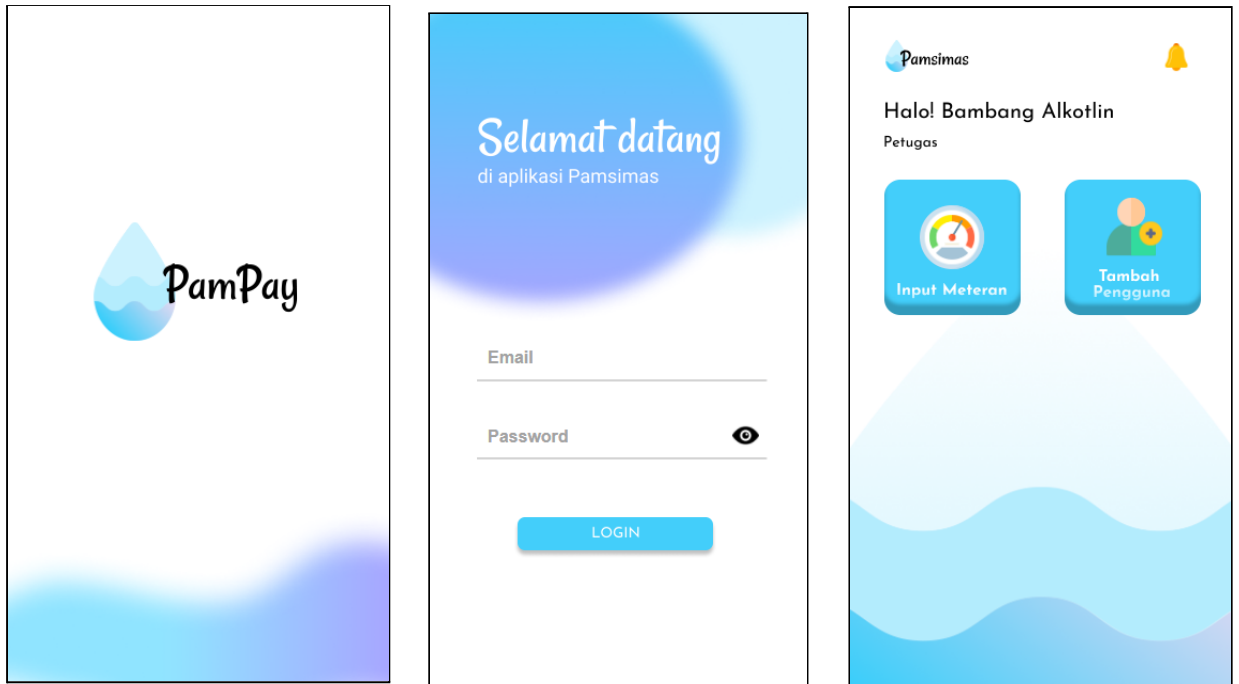 PamPay
Selamat datang
di aplikasi Pamsimas
Email
Password
LOGIN
Pamsimas
Halo! Bambang Alkotlin
Petugas
Input Meteran
Tambah
Pengguna